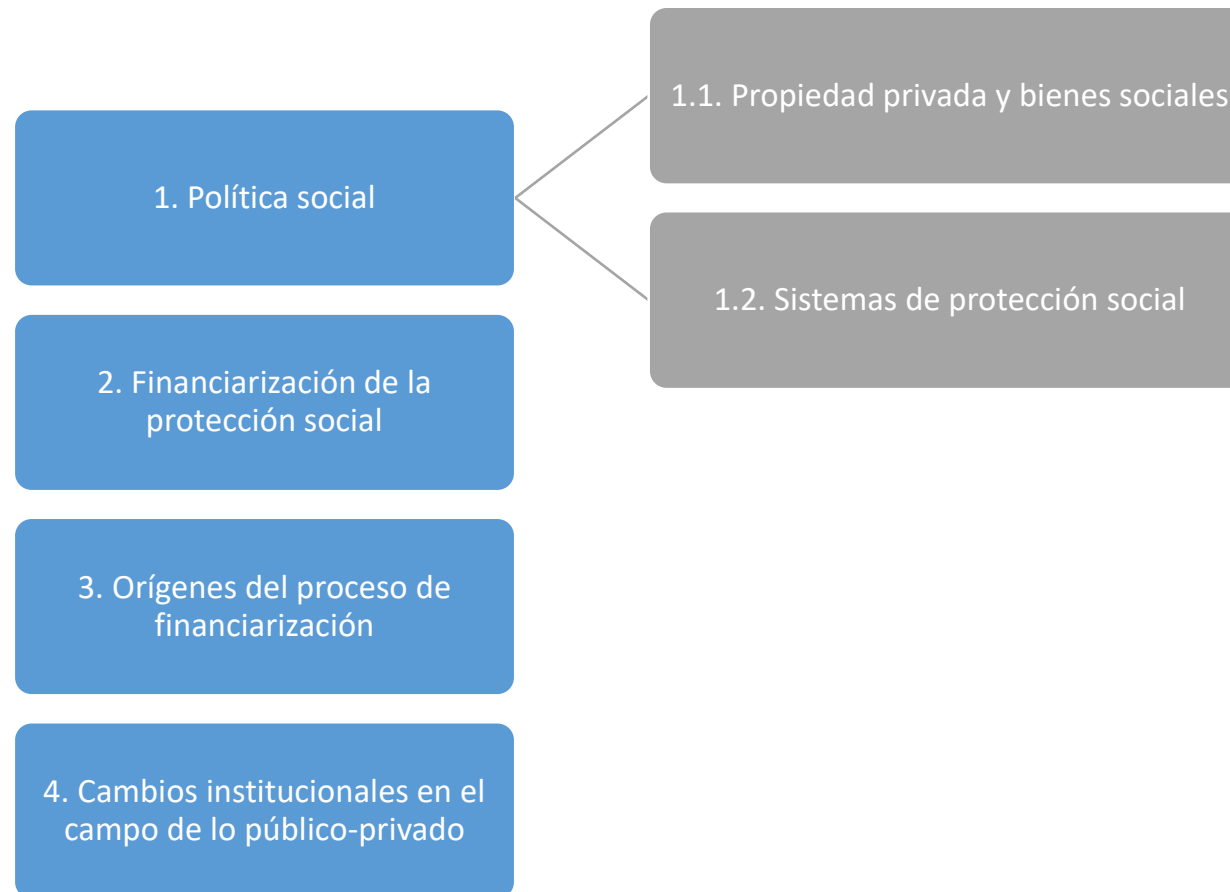 1. Política social
1.1. Propiedad privada y bienes sociales
1.2. Sistemas de protección social
2. Financiarización de la
protección social
3. Orígenes del proceso de
financiarización
4. Cambios institucionales en el
campo de lo público-privado